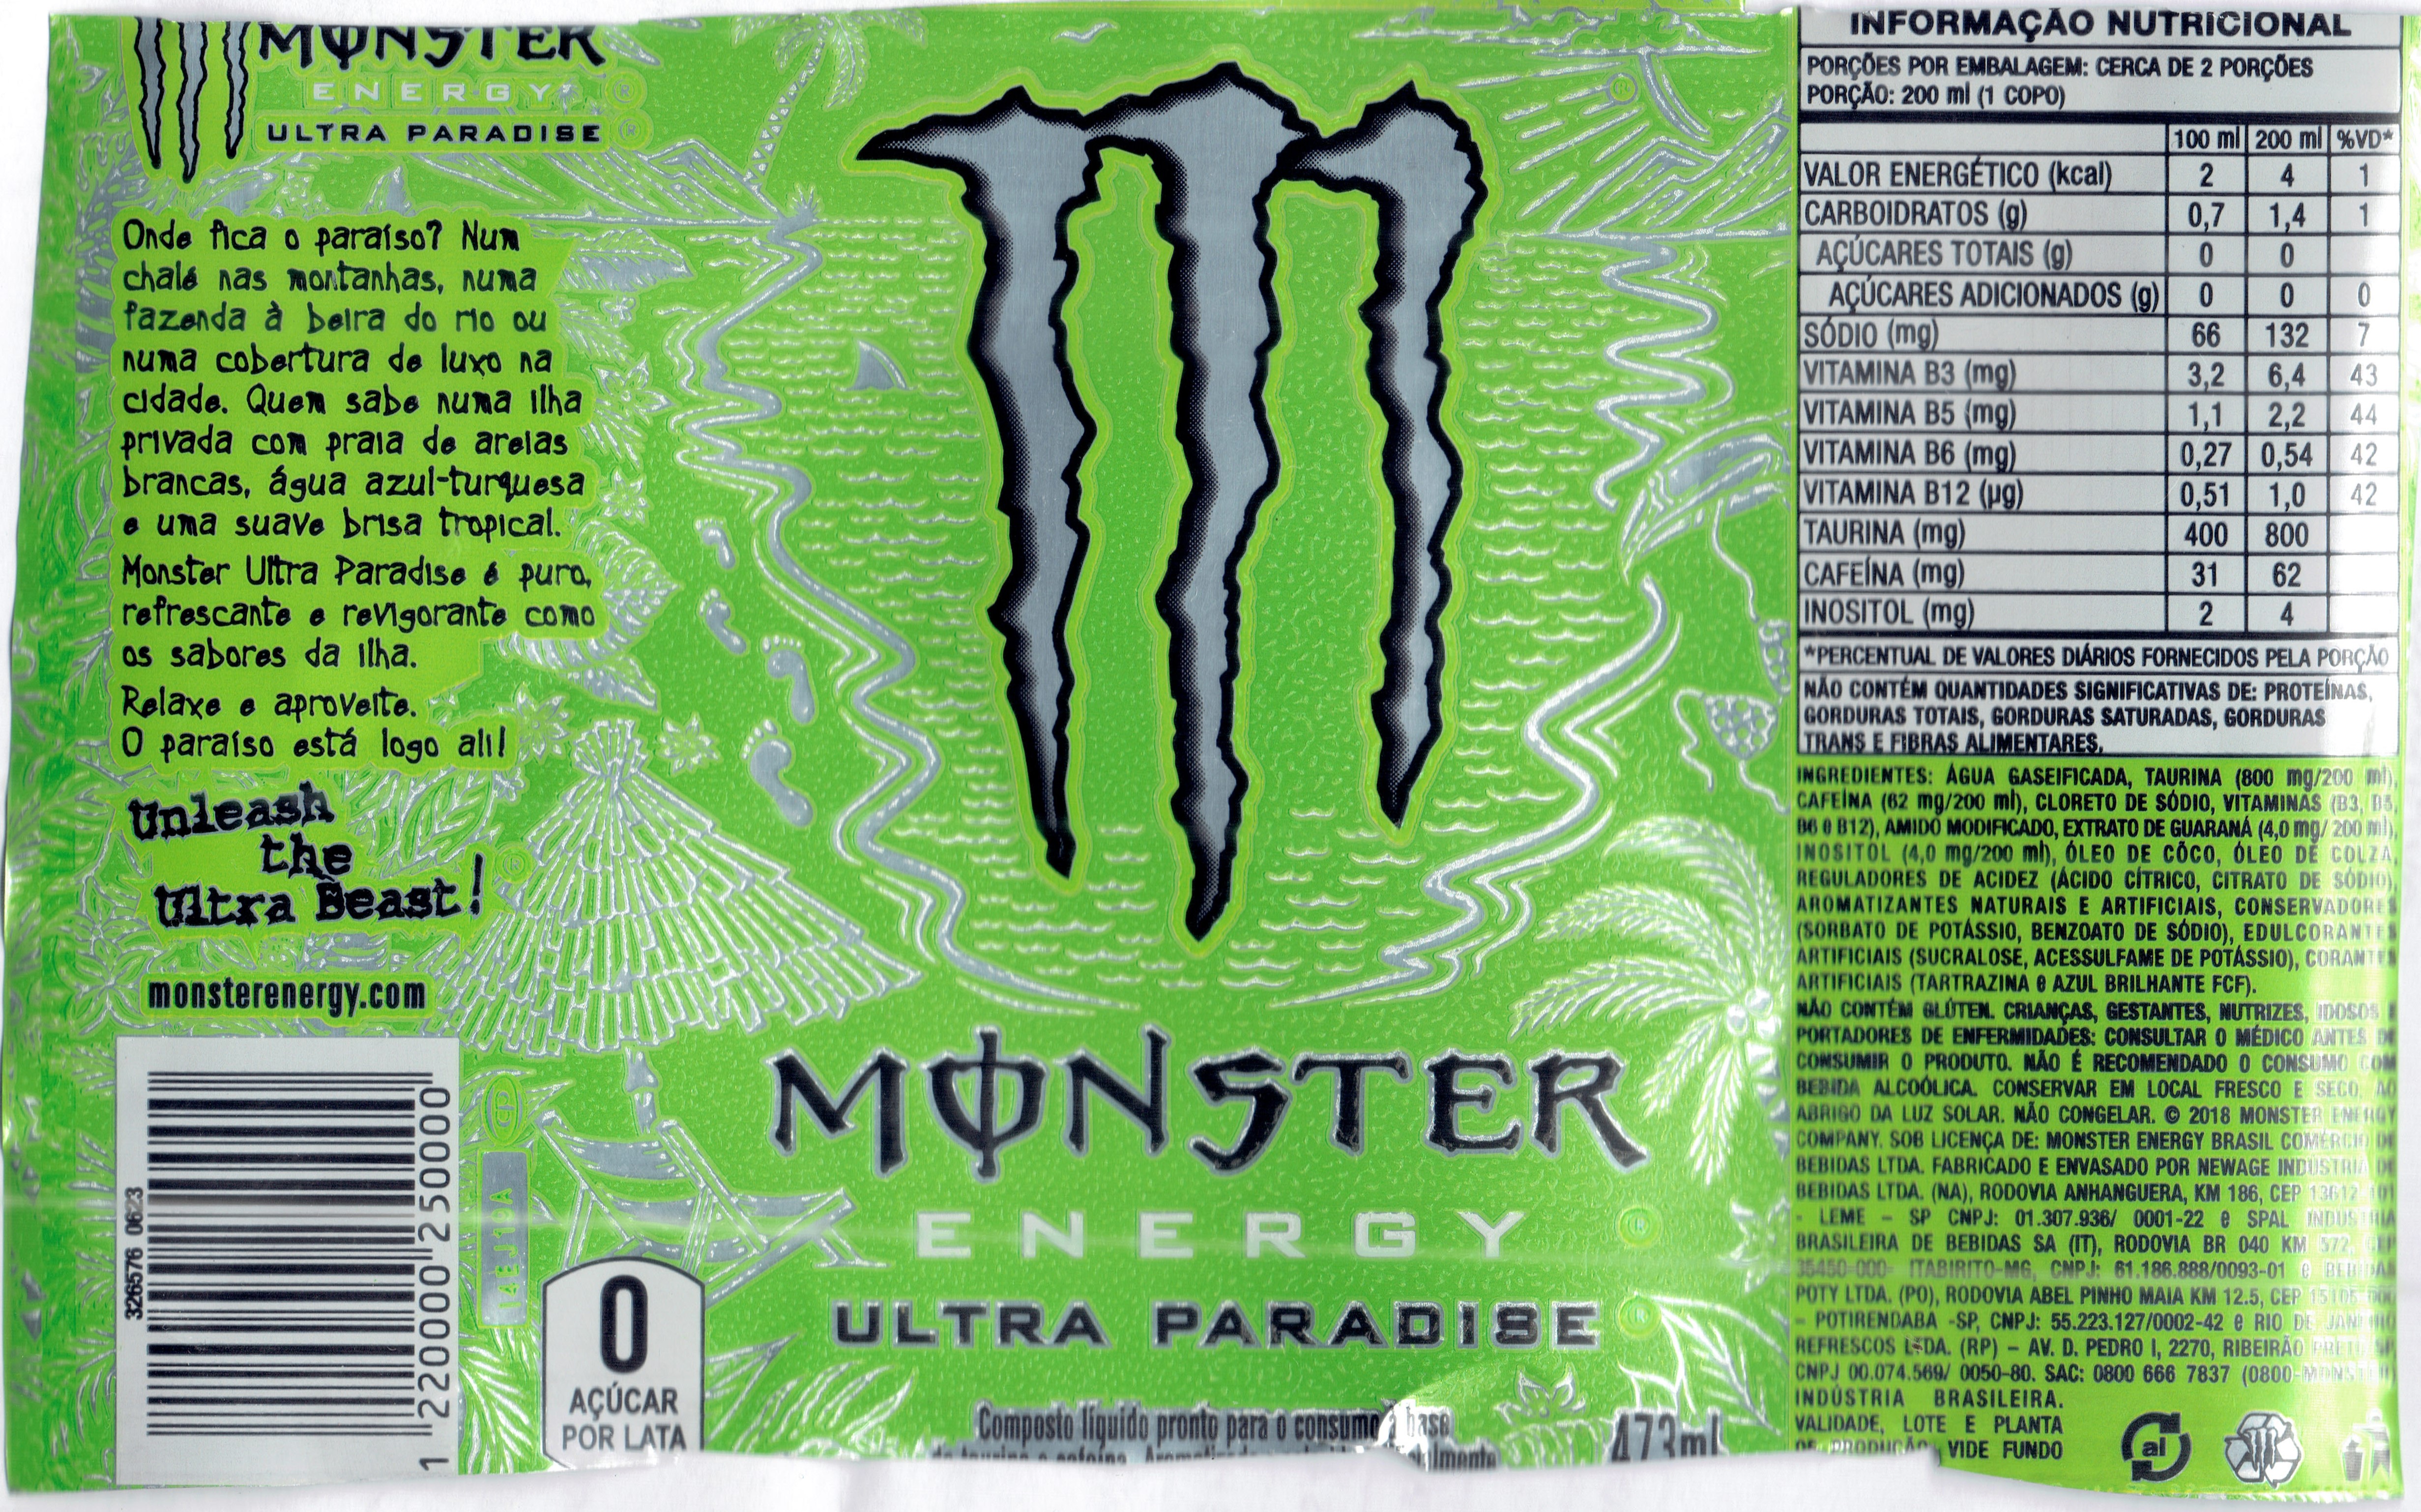 MONSTER
ENERGY
ULTRA PARADISE
Onde fica o paraíso? Num
chalé nas montanhas, numa
fazenda à beira do rio ou
numa cobertura de luxo na
cidade. Quem sabe numa ilha
privada com praia de areias
brancas, água azul-turquesa
e uma suave brisa tropical.
Monster Ultra Paradise é puro,
refrescante e revigorante como
os sabores da ilha.
Relaxe e aproveite.
O paraíso está logo ali!
Unleash
the
Ultra Beast!
monsterenergy.com
326576 0623
1 220000 250000
0
AÇÚCAR
POR LATA
MONSTER
ENERGY
ULTRA PARADISE
Composto líquido pronto para o consumo à base
473ml
INFORMAÇÃO NUTRICIONAL
PORÇÕES POR EMBALAGEM: CERCA DE 2 PORÇÕES
PORÇÃO: 200 ml (1 COPO)
100 ml 200 ml %VD*
VALOR ENERGÉTICO (kcal) 2 4 1
CARBOIDRATOS (g) 0,7 1,4 1
AÇÚCARES TOTAIS (g) 0 0
AÇÚCARES ADICIONADOS (g) 0 0 0
SÓDIO (mg) 66 132 7
VITAMINA B3 (mg) 3,2 6,4 43
VITAMINA B5 (mg) 1,1 2,2 44
VITAMINA B6 (mg) 0,27 0,54 42
VITAMINA B12 (µg) 0,51 1,0 42
TAURINA (mg) 400 800
CAFEÍNA (mg) 31 62
INOSITOL (mg) 2 4
*PERCENTUAL DE VALORES DIÁRIOS FORNECIDOS PELA PORÇÃO
NÃO CONTÉM QUANTIDADES SIGNIFICATIVAS DE: PROTEÍNAS,
GORDURAS TOTAIS, GORDURAS SATURADAS, GORDURAS
TRANS E FIBRAS ALIMENTARES.
INGREDIENTES: ÁGUA GASEIFICADA, TAURINA (800 mg/200 ml),
CAFEÍNA (62 mg/200 ml), CLORETO DE SÓDIO, VITAMINAS (B3, B5,
B6 e B12), AMIDO MODIFICADO, EXTRATO DE GUARANÁ (4,0 mg/ 200 ml),
INOSITOL (4,0 mg/200 ml), ÓLEO DE CÔCO, ÓLEO DE COLZA,
REGULADORES DE ACIDEZ (ÁCIDO CÍTRICO, CITRATO DE SÓDIO),
AROMATIZANTES NATURAIS E ARTIFICIAIS, CONSERVADORES
(SORBATO DE POTÁSSIO, BENZOATO DE SÓDIO), EDULCORANTES
ARTIFICIAIS (SUCRALOSE, ACESSULFAME DE POTÁSSIO), CORANTES
ARTIFICIAIS (TARTRAZINA e AZUL BRILHANTE FCF).
NÃO CONTÉM GLÚTEN. CRIANÇAS, GESTANTES, NUTRIZES, IDOSOS E
PORTADORES DE ENFERMIDADES: CONSULTAR O MÉDICO ANTES DE
CONSUMIR O PRODUTO. NÃO É RECOMENDADO O CONSUMO COM
BEBIDA ALCOÓLICA. CONSERVAR EM LOCAL FRESCO E SECO, AO
ABRIGO DA LUZ SOLAR. NÃO CONGELAR. © 2018 MONSTER ENERGY
COMPANY. SOB LICENÇA DE: MONSTER ENERGY BRASIL COMÉRCIO DE
BEBIDAS LTDA. FABRICADO E ENVASADO POR NEWAGE INDÚSTRIA DE
BEBIDAS LTDA. (NA), RODOVIA ANHANGUERA, KM 186, CEP
- LEME – SP CNPJ: 01.307.936/ 0001-22 e SPAL INDÚSTRIA
BRASILEIRA DE BEBIDAS SA (IT), RODOVIA BR 040 KM 572, CEP
35450-000- ITABIRITO-MG, CNPJ: 61.186.888/0093-01 e BEBIDAS
POTY LTDA. (PO), RODOVIA ABEL PINHO MAIA KM 12.5, CEP
– POTIRENDABA -SP, CNPJ: 55.223.127/0002-42 e RIO DE JANEIRO
REFRESCOS LTDA. (RP) – AV. D. PEDRO I, 2270, RIBEIRÃO PRETO SP
CNPJ 00.074.569/ 0050-80. SAC: 0800 666 7837 (0800-MONSTER)
INDÚSTRIA BRASILEIRA.
VALIDADE, LOTE E PLANTA
DE PRODUÇÃO VIDE FUNDO
al